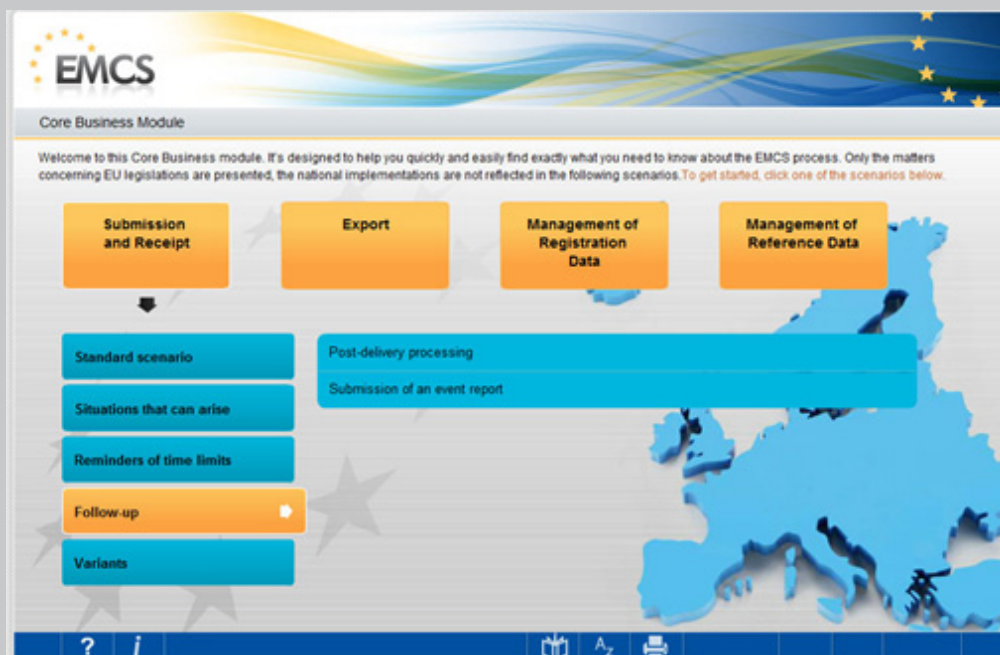 EMCS
Core Business Module
Welcome to this Core Business module. It's designed to help you quickly and easily find exactly what you need to know about the EMCS process. Only the matters
concerning EU legislations are presented, the national implementations are not reflected in the following scenarios.To get started, click one of the scenarios below.
Submission
and Receipt
Export
Management of
Registration
Data
Management of
Reference Data
Standard scenario
Situations that can arise
Reminders of time limits
Follow-up
Variants
Post-delivery processing
Submission of an event report
? i
AZ